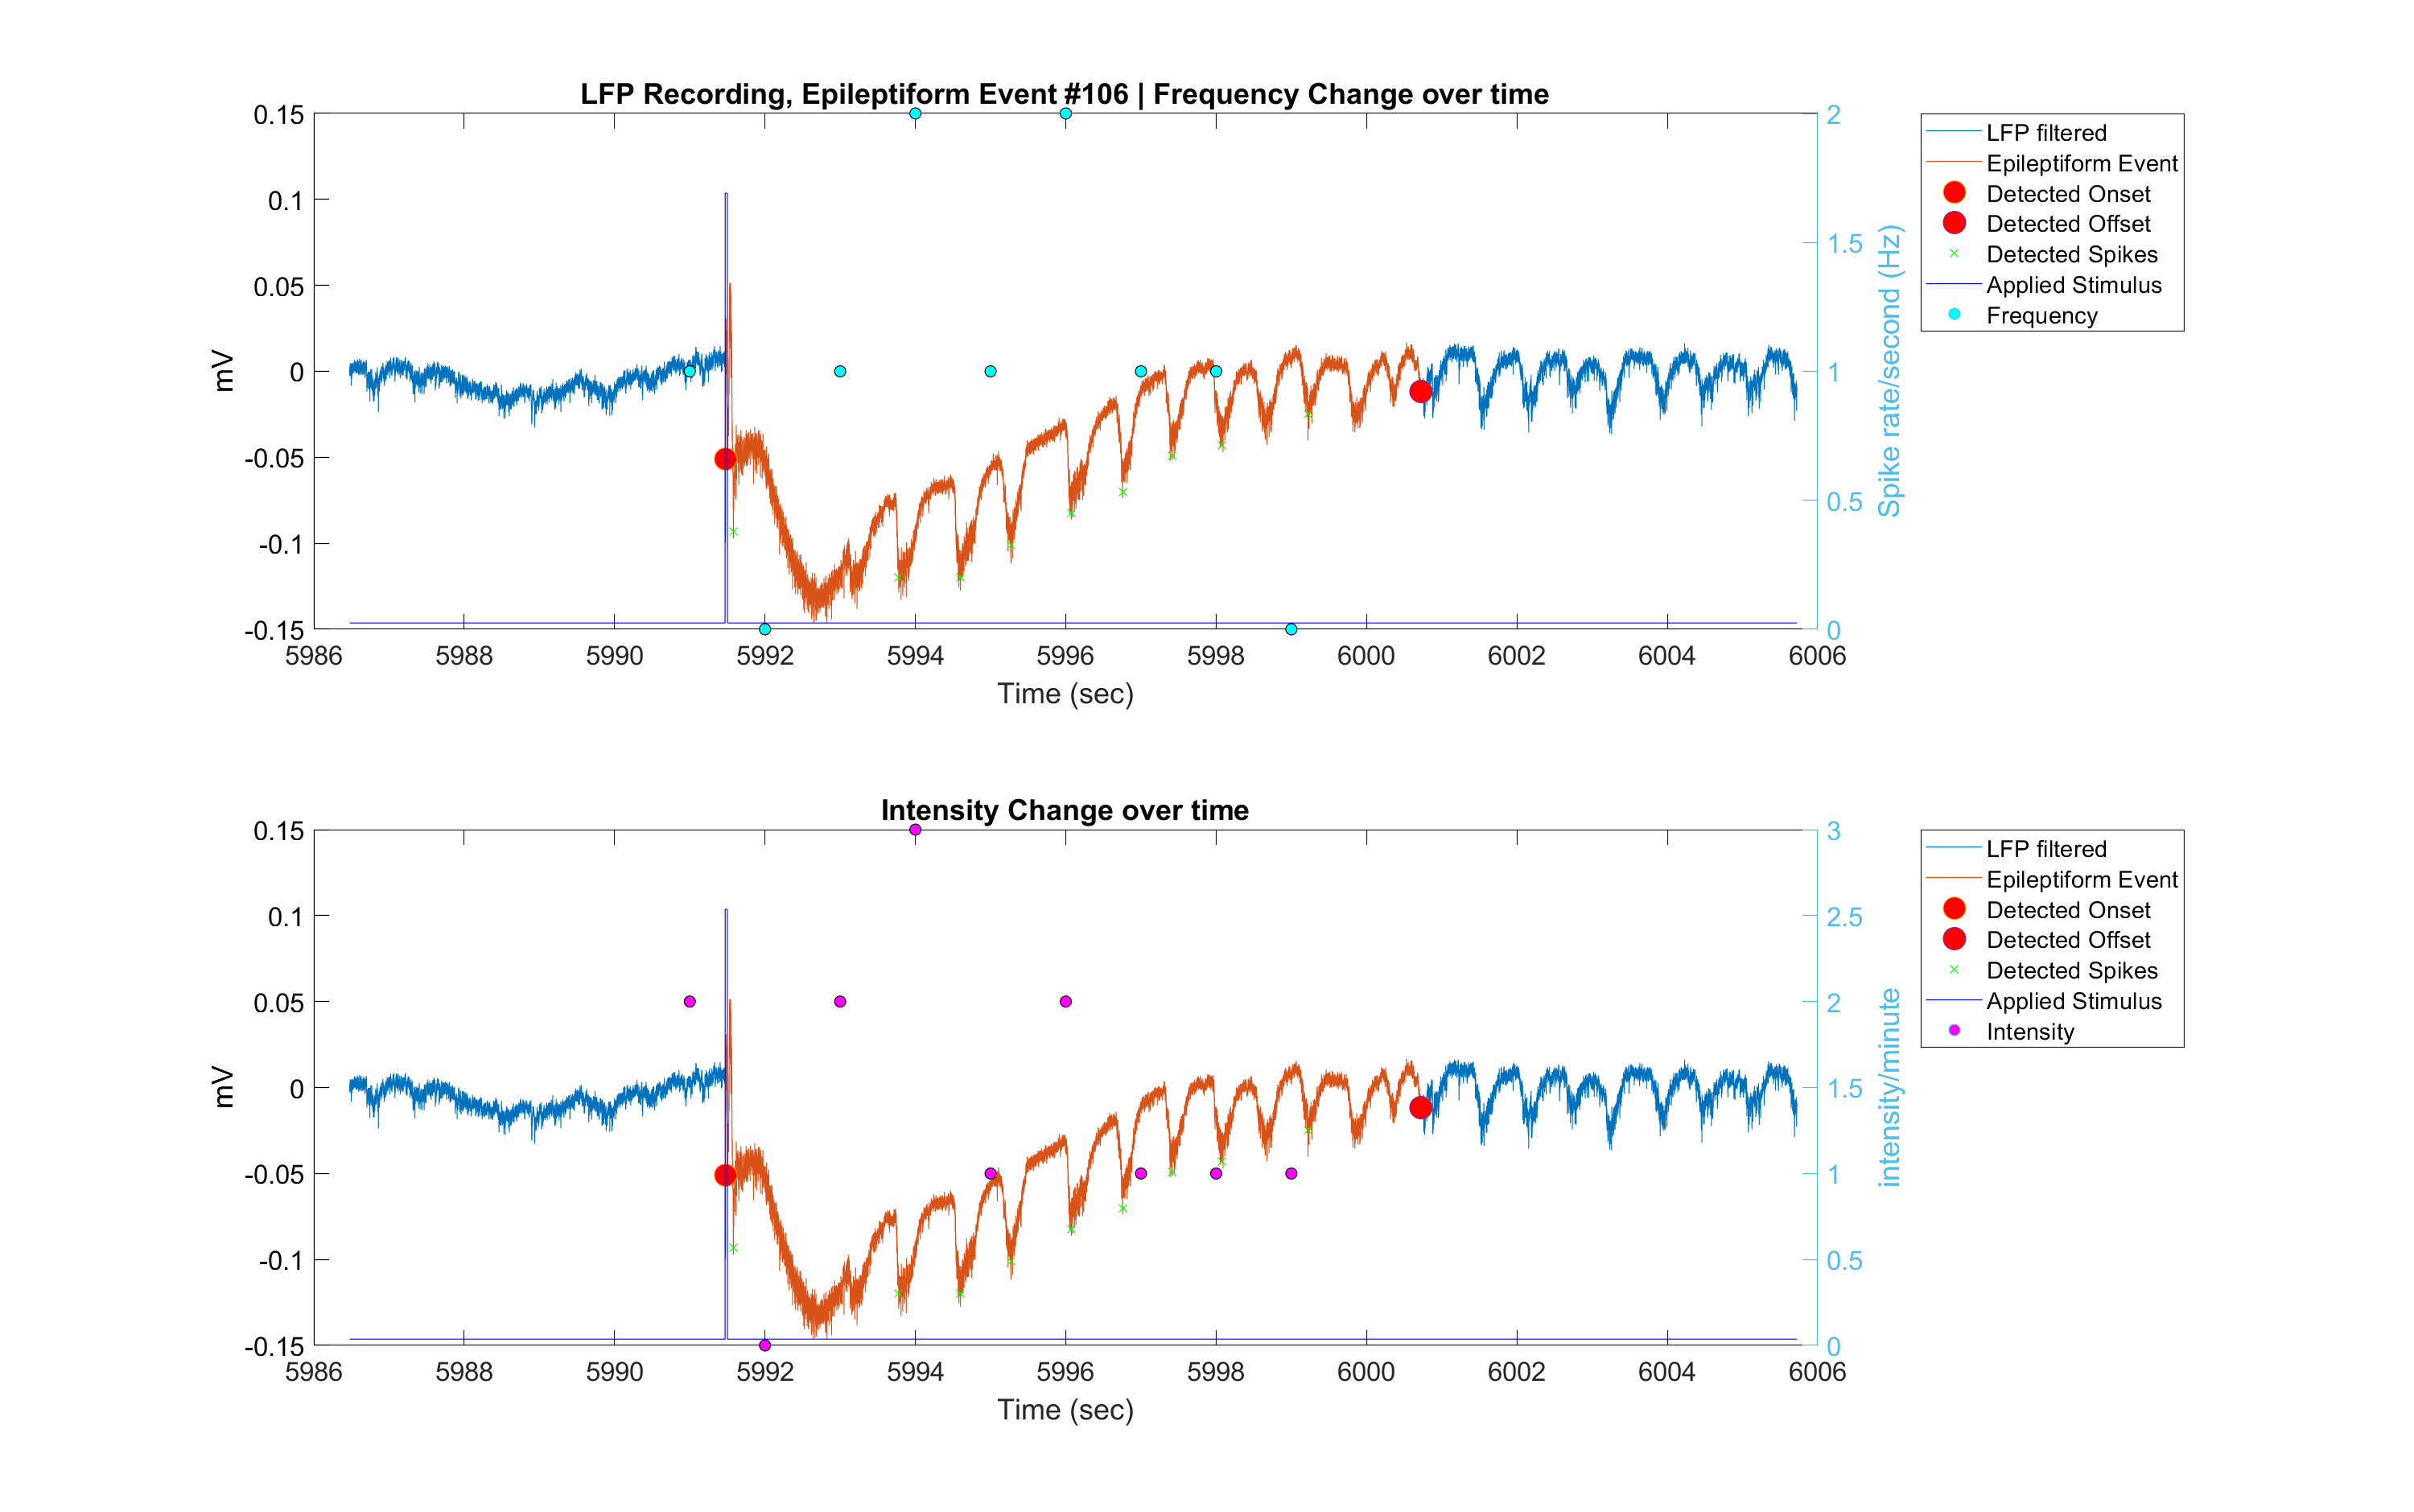 LFP Recording, Epileptiform Event #106 | Frequency Change over time
0.15
0.1
0.05
0
-0.05
-0.1
-0.15
mV
5986 5988 5990 5992 5994 5996 5998 6000 6002 6004 6006
Time (sec)
2
1.5
1
0.5
0
Spike rate/second (Hz)
LFP filtered
Epileptiform Event
Detected Onset
Detected Offset
Detected Spikes
Applied Stimulus
Frequency
Intensity Change over time
0.15
0.1
0.05
0
-0.05
-0.1
-0.15
mV
5986 5988 5990 5992 5994 5996 5998 6000 6002 6004 6006
Time (sec)
3
2.5
2
1.5
1
0.5
0
intensity/minute
LFP filtered
Epileptiform Event
Detected Onset
Detected Offset
Detected Spikes
Applied Stimulus
Intensity